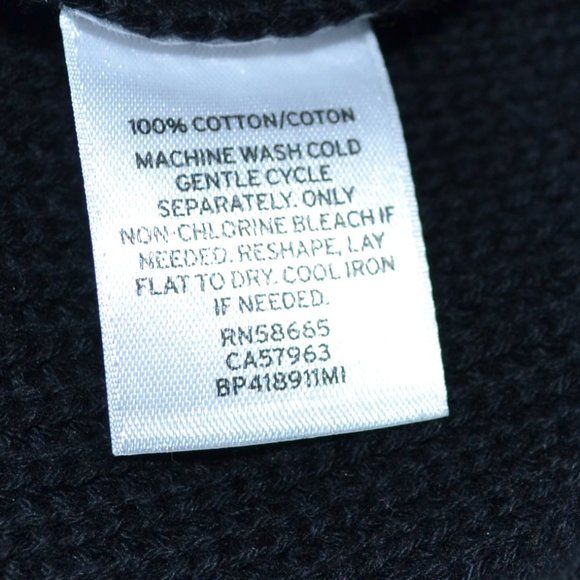 100% COTTON/COTON
MACHINE WASH COLD
GENTLE CYCLE
SEPARATELY. ONLY
NON-CHLORINE BLEACH IF
NEEDED. RESHAPE, LAY
FLAT TO DRY. COOL IRON
IF NEEDED.
RN58665
CA57963
BP418911MI